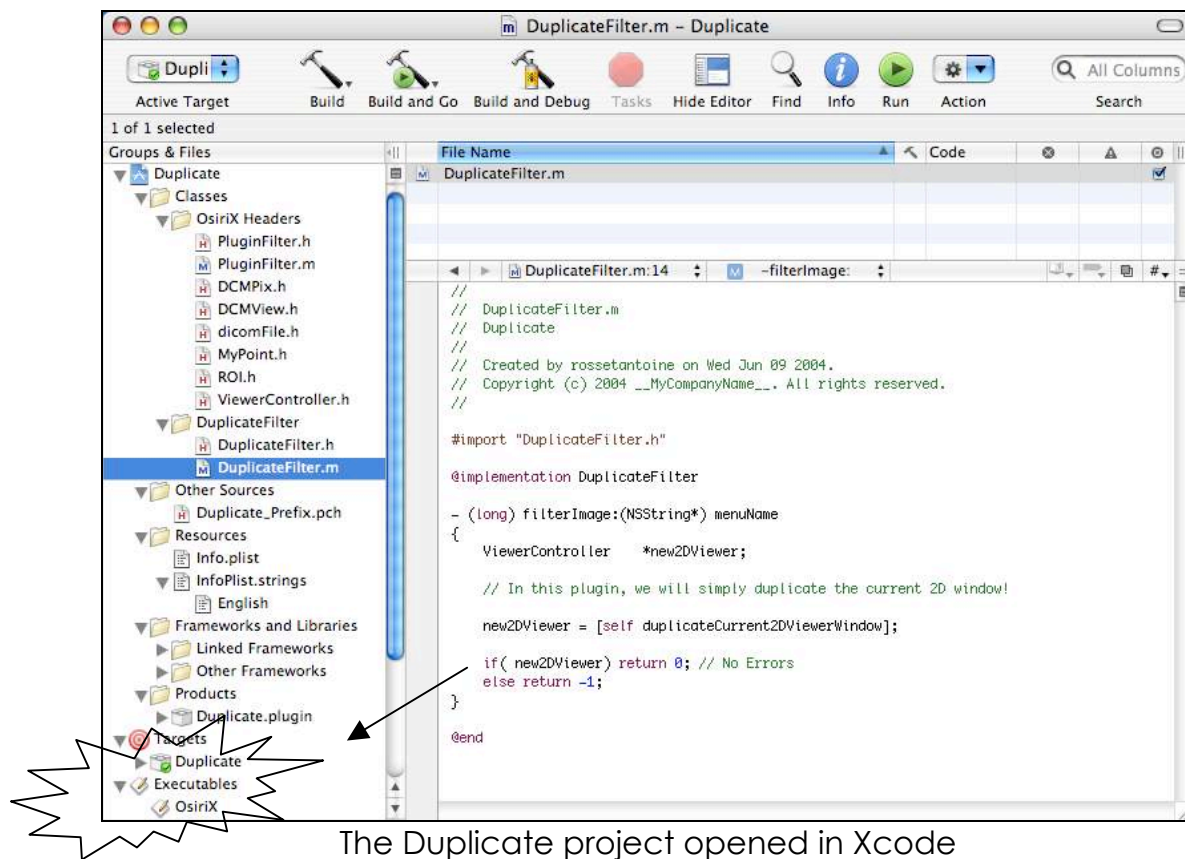 DuplicateFilter.m – Duplicate
Dupli
All Columns
Active Target
Build
Build and Go
Build and Debug
Tasks
Hide Editor
Find
Info
Run
Action
Search
1 of 1 selected
Groups & Files
File Name
Code
Duplicate
Classes
OsiriX Headers
PluginFilter.h
PluginFilter.m
DCMPix.h
DCMView.h
dicomFile.h
MyPoint.h
ROI.h
ViewerController.h
DuplicateFilter
DuplicateFilter.h
DuplicateFilter.m
Other Sources
Duplicate_Prefix.pch
Resources
Info.plist
InfoPlist.strings
English
Frameworks and Libraries
Linked Frameworks
Other Frameworks
Products
Duplicate.plugin
Targets
Duplicate
Executables
OsiriX
DuplicateFilter.m
DuplicateFilter.m:14
-filterImage:
#
//
// DuplicateFilter.m
// Duplicate
//
// Created by rossetantoine on Wed Jun 09 2004.
// Copyright (c) 2004 __MyCompanyName__. All rights reserved.
//
#import "DuplicateFilter.h"
@implementation DuplicateFilter
- (long) filterImage:(NSString*) menuName
{
ViewerController *new2DViewer;
// In this plugin, we will simply duplicate the current 2D window!
new2DViewer = [self duplicateCurrent2DViewerWindow];
if( new2DViewer) return 0; // No Errors
else return -1;
}
@end
The Duplicate project opened in Xcode